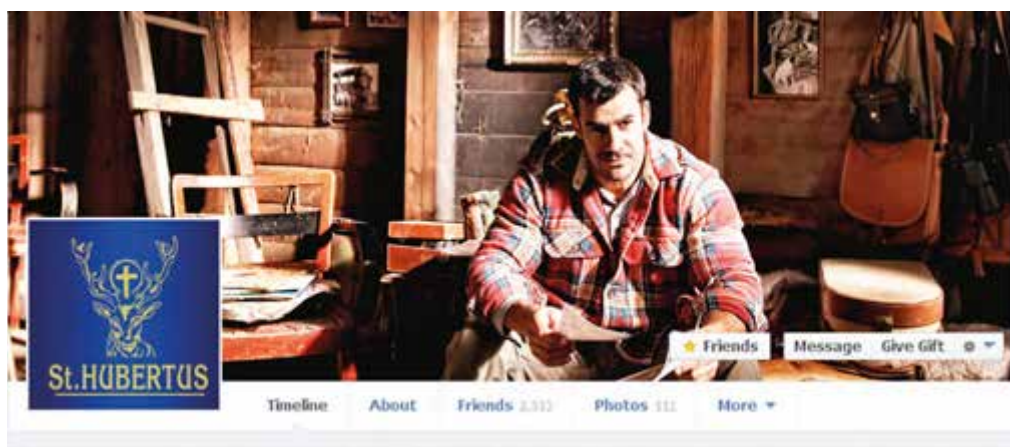 Friends Message Give Gift
St.HUBERTUS
Timeline About Friends Photos More